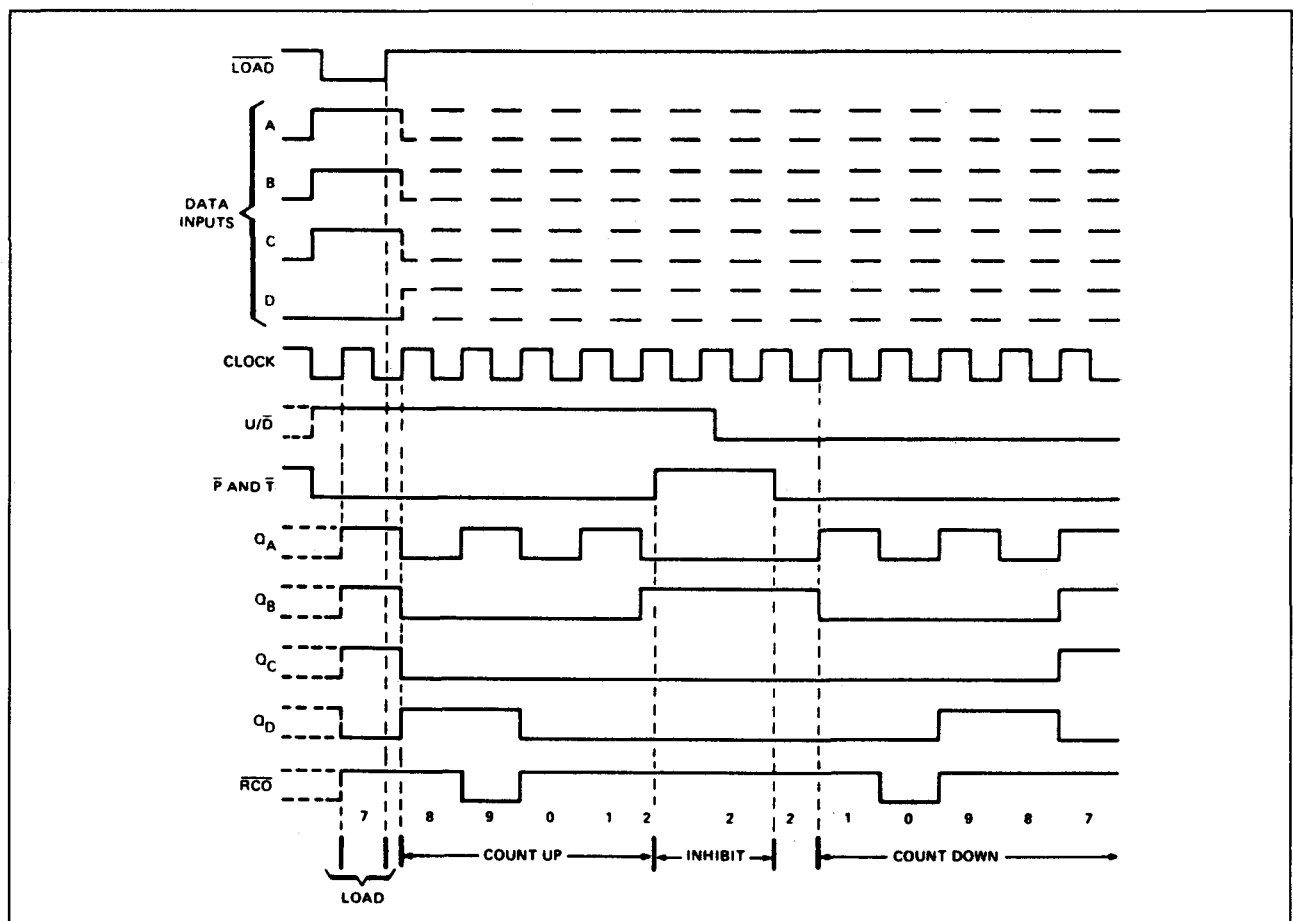 LOAD
A
B
DATA INPUTS
C
D
CLOCK
U/D̅
P̅ AND T̅
QA
QB
QC
QD
RCO
7 8 9 0 1 2 2 2 1 0 9 8 7
COUNT UP INHIBIT COUNT DOWN
LOAD